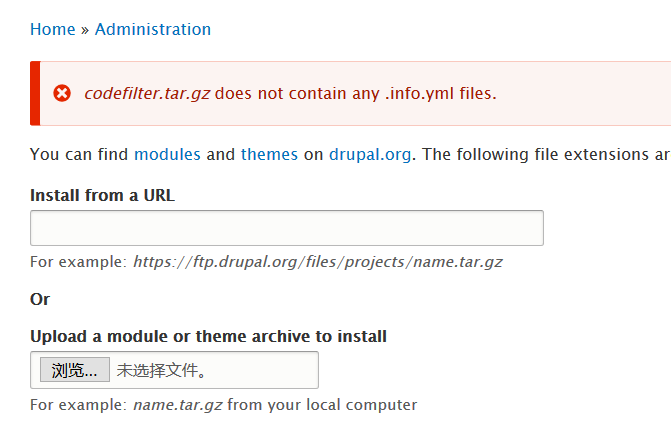 Home » Administration
codefilter.tar.gz does not contain any .info.yml files.
You can find modules and themes on drupal.org. The following file extensions ar
Install from a URL
For example: https://ftp.drupal.org/files/projects/name.tar.gz
Or
Upload a module or theme archive to install
浏览... 未选择文件。
For example: name.tar.gz from your local computer